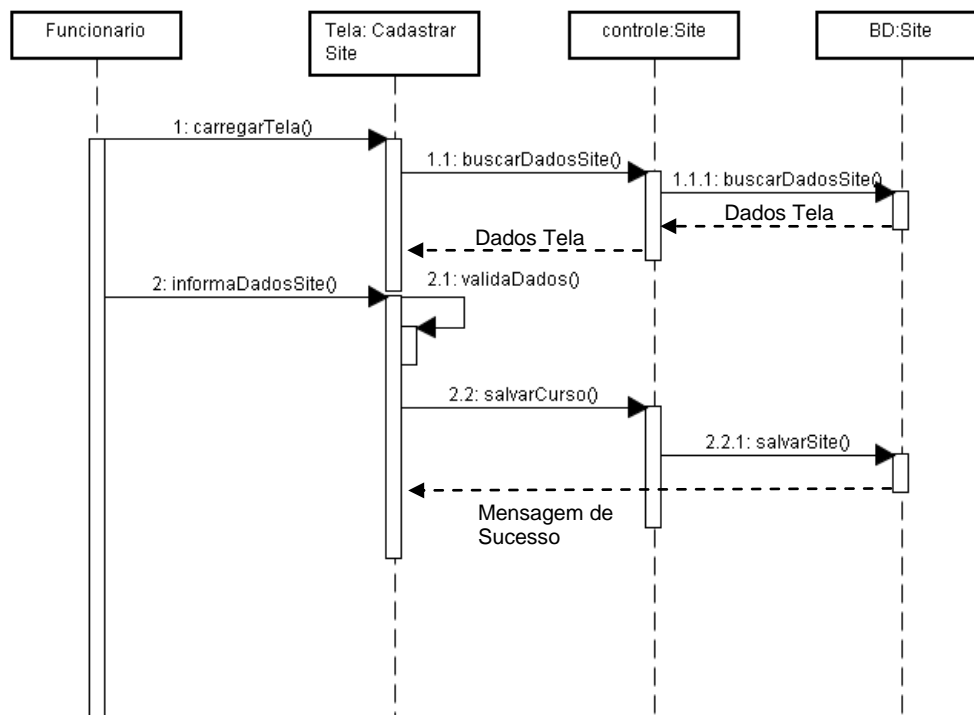 Funcionario
Tela: Cadastrar
Site
controle:Site
BD:Site
1: carregarTela()
1.1: buscarDadosSite()
1.1.1: buscarDadosSite()
Dados Tela
Dados Tela
2: informaDadosSite()
2.1: validaDados()
2.2: salvarCurso()
2.2.1: salvarSite()
Mensagem de
Sucesso